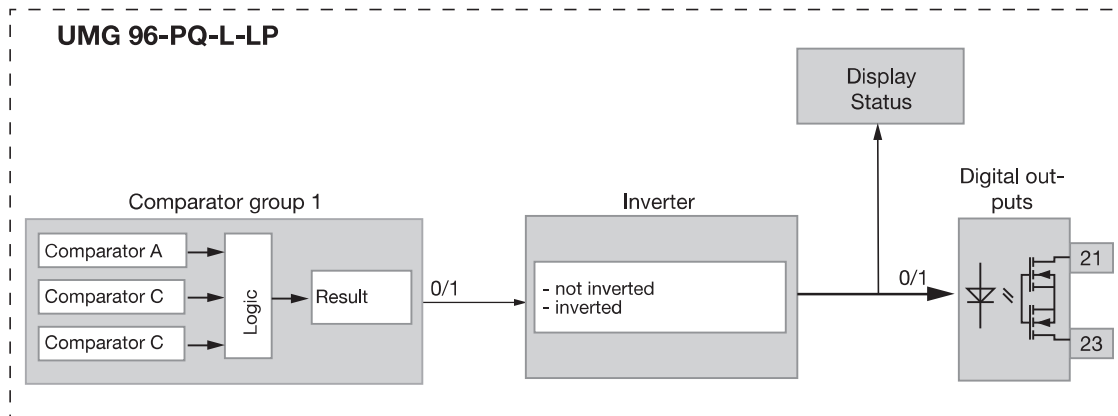 UMG 96-PQ-L-LP
Display
Status
Digital out-
puts
Comparator group 1
Inverter
Comparator A
Comparator C
Comparator C
Logic
Result
0/1
- not inverted
- inverted
0/1
21
23